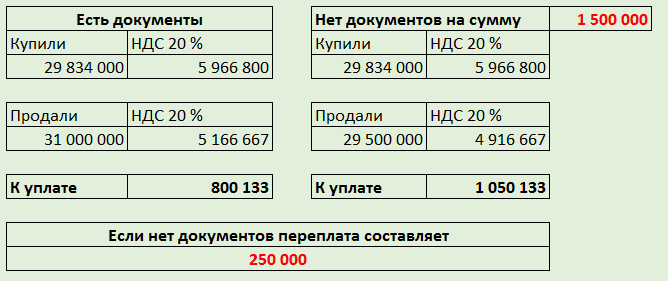 Есть документы
Нет документов на сумму 1 500 000
Купили НДС 20 %
Купили НДС 20 %
29 834 000 5 966 800
29 834 000 5 966 800
Продали НДС 20 %
Продали НДС 20 %
31 000 000 5 166 667
29 500 000 4 916 667
К уплате 800 133
К уплате 1 050 133
Если нет документов переплата составляет
250 000